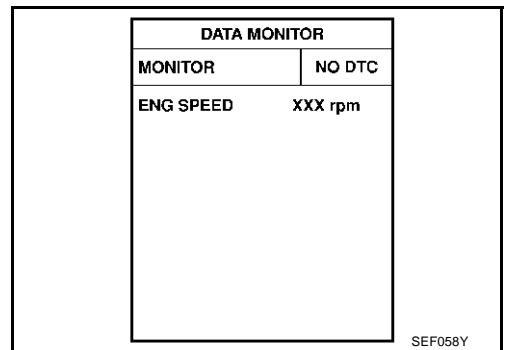 DATA MONITOR
MONITOR NO DTC
ENG SPEED XXX rpm
SEF058Y